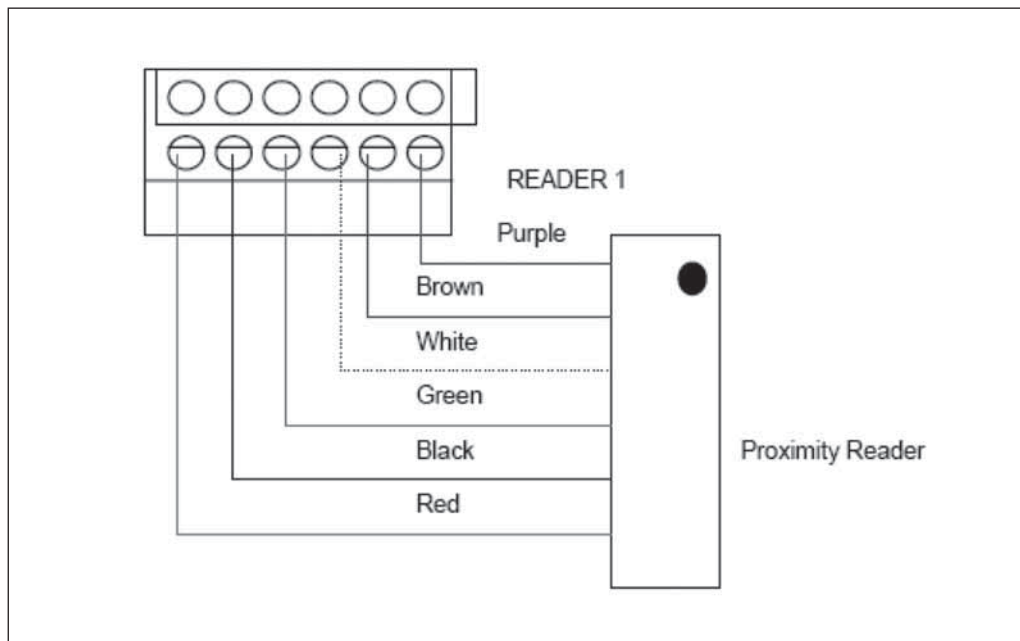 READER 1
Purple
Brown
White
Green
Black
Proximity Reader
Red